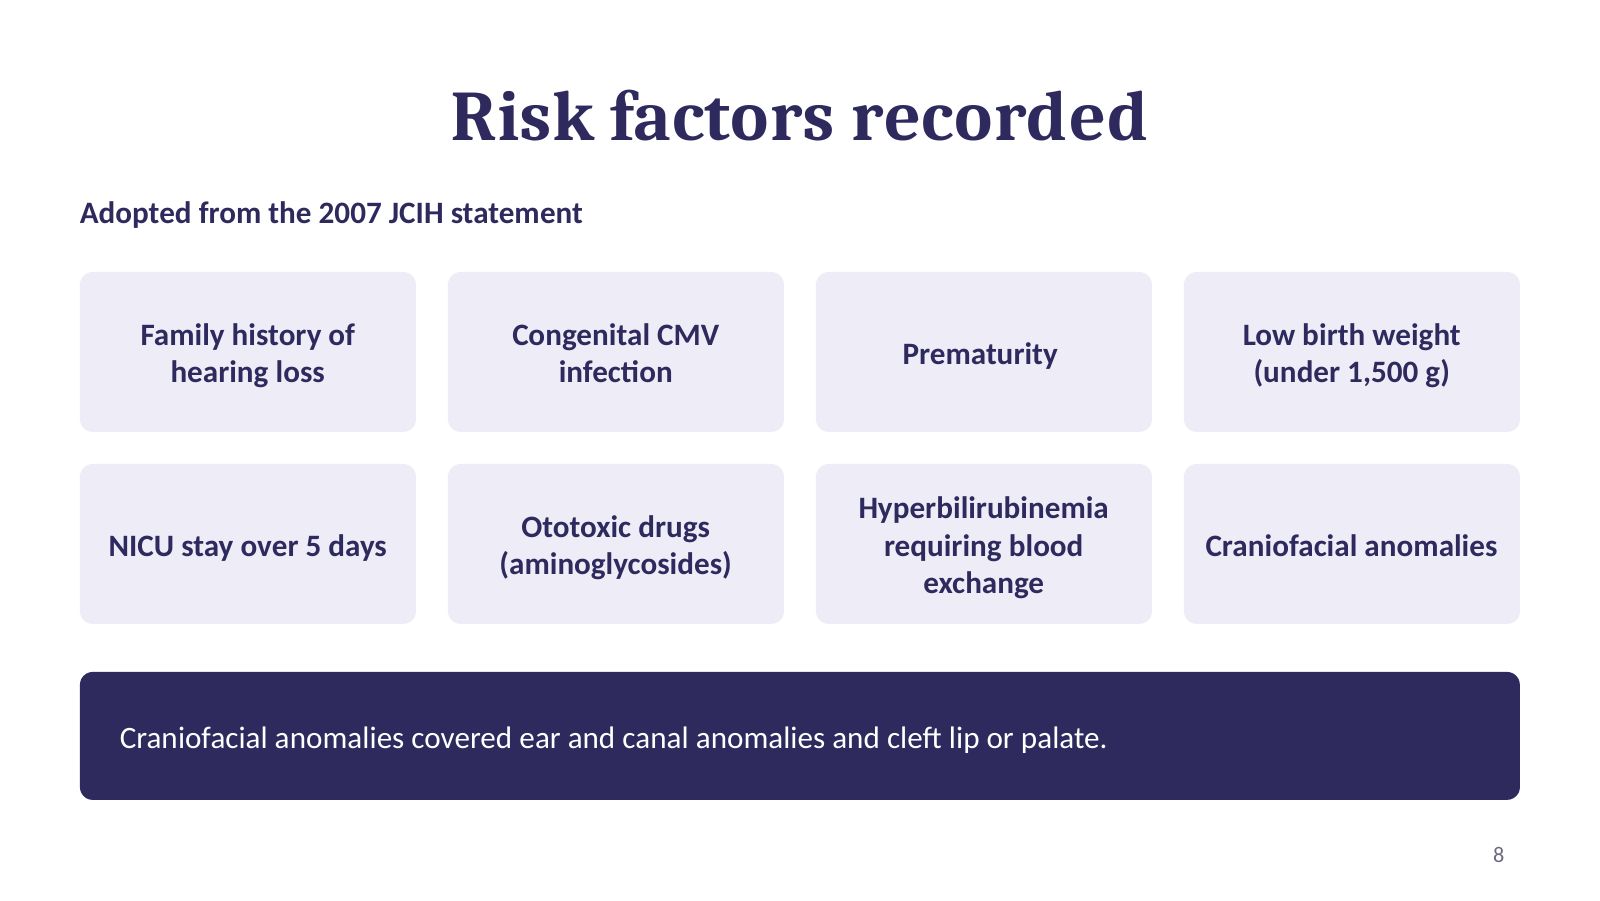 Risk factors recorded
Adopted from the 2007 JCIH statement
Family history of
hearing loss
Congenital CMV
infection
Prematurity
Low birth weight
(under 1,500 g)
NICU stay over 5 days
Ototoxic drugs
(aminoglycosides)
Hyperbilirubinemia
requiring blood
exchange
Craniofacial anomalies
Craniofacial anomalies covered ear and canal anomalies and cleft lip or palate.
8